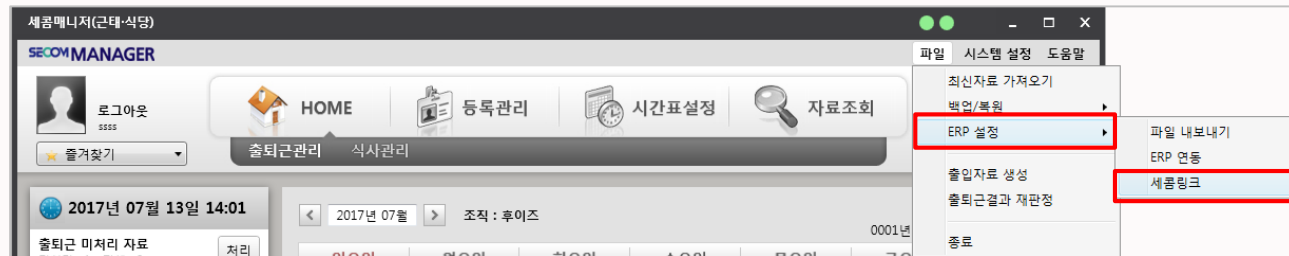 세콤매니저(근태·식당)
SECOM MANAGER
파일 시스템 설정 도움말
로그아웃
ssss
즐겨찾기
HOME 등록관리 시간표설정 자료조회
출퇴근관리 식사관리
최신자료 가져오기
백업/복원
ERP 설정
출입자료 생성
출퇴근결과 재판정
종료
파일 내보내기
ERP 연동
세콤링크
2017년 07월 13일 14:01
출퇴근 미처리 자료
처리
2017년 07월 조직 : 후이즈
0001년